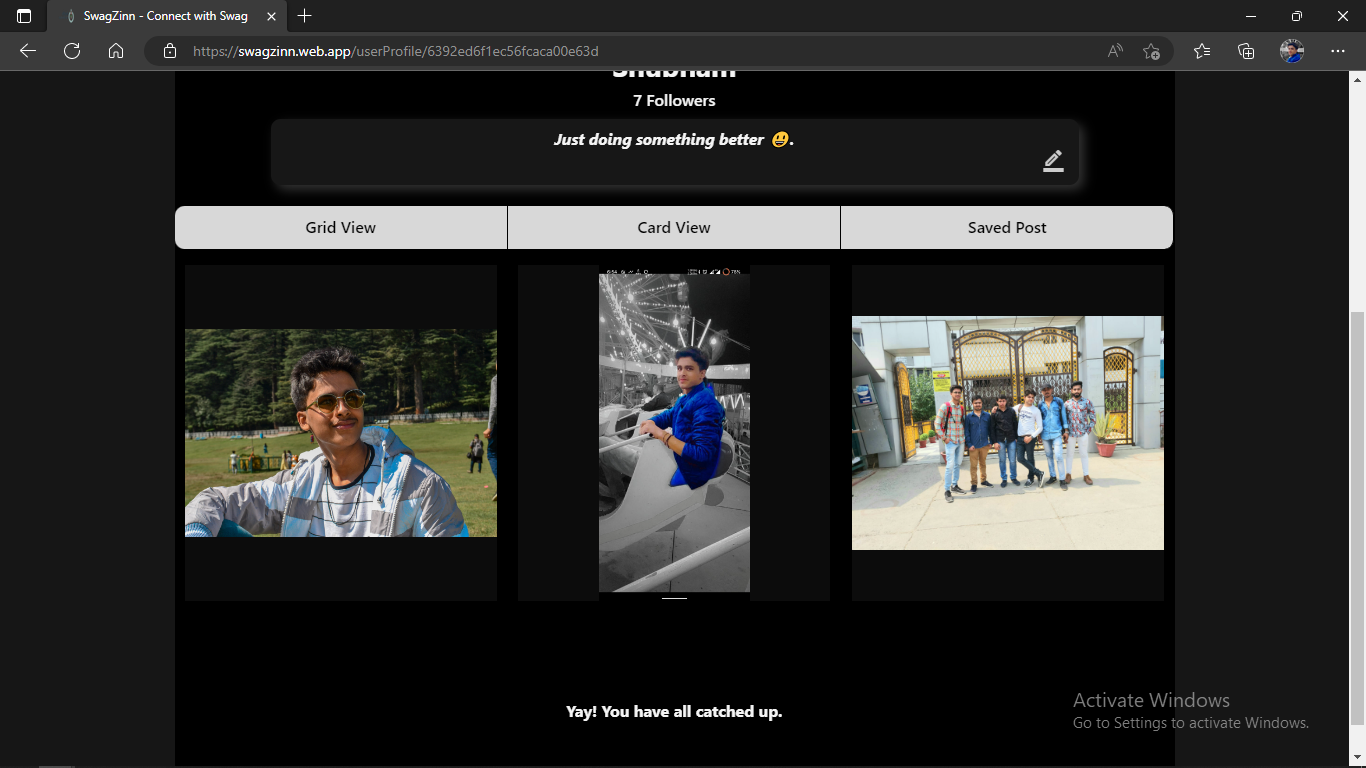 SwagZinn - Connect with Swag
https://swagzinn.web.app/userProfile/6392ed6f1ec56fcaca00e63d
Shubham
7 Followers
Just doing something better 😃.
Grid View
Card View
Saved Post
Yay! You have all catched up.
Activate Windows
Go to Settings to activate Windows.